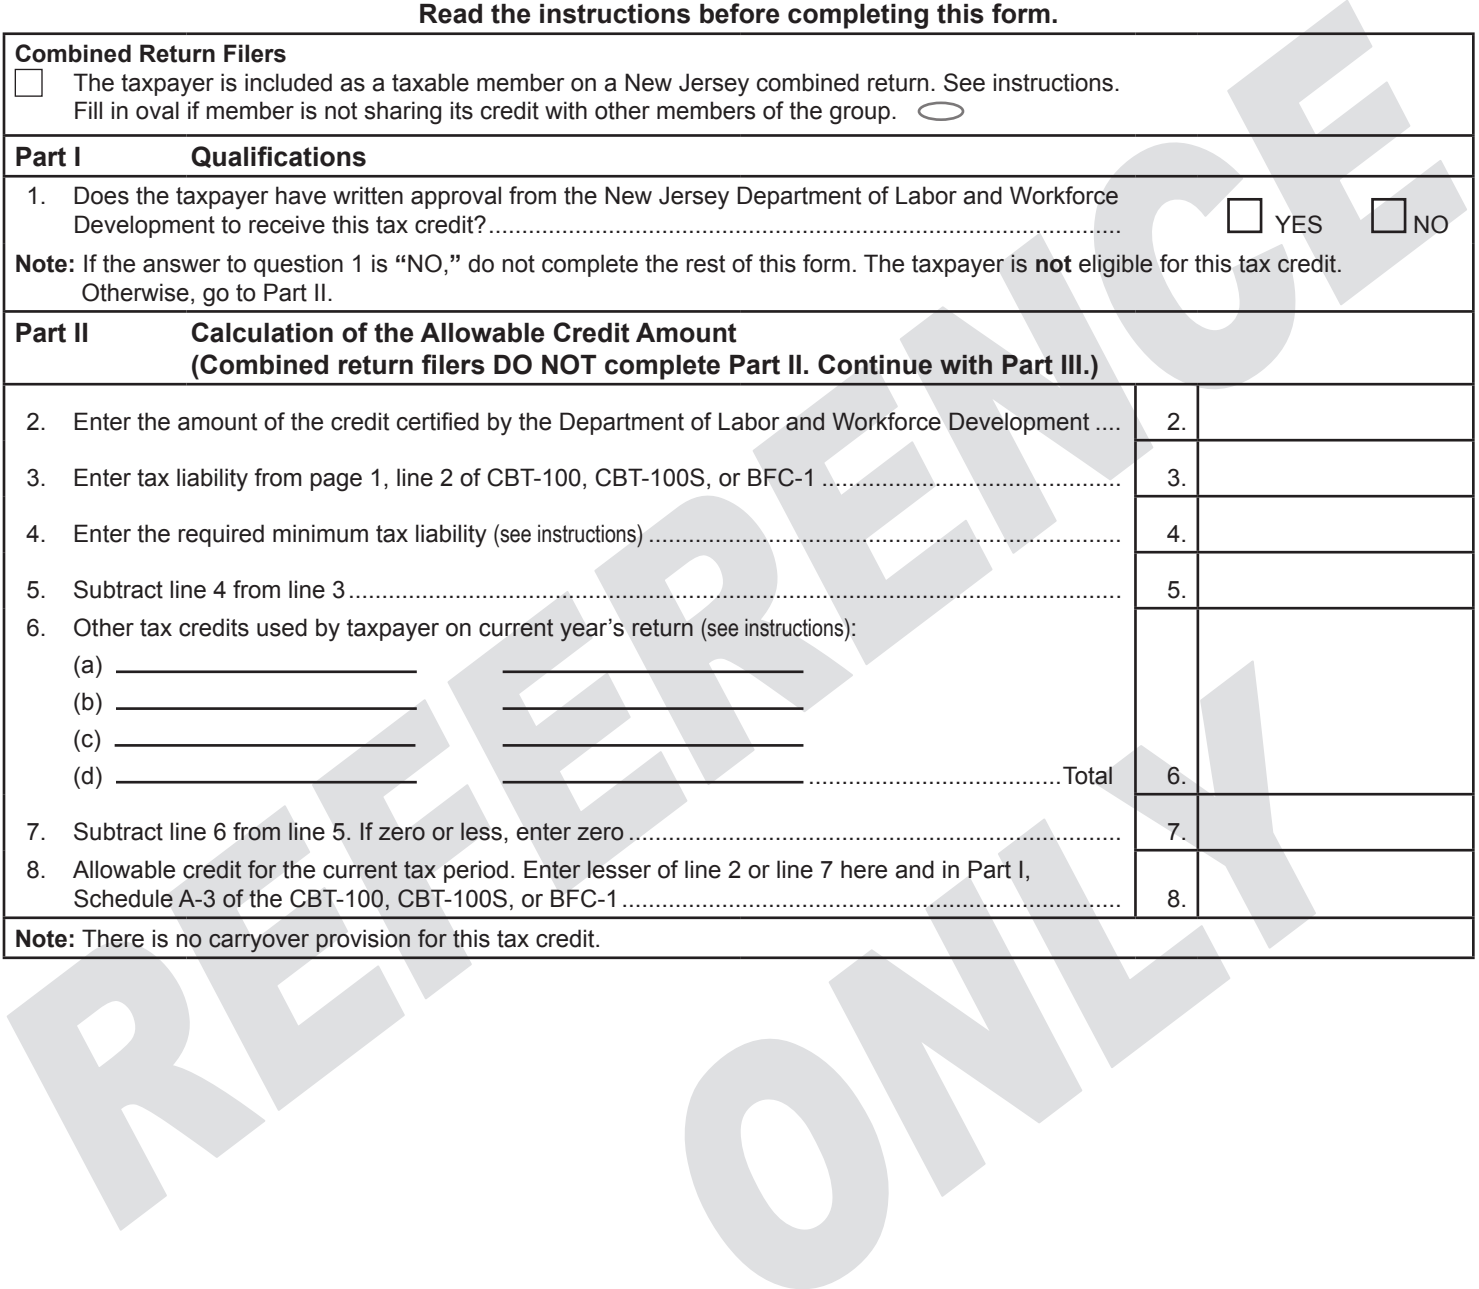 Read the instructions before completing this form.
Combined Return Filers
The taxpayer is included as a taxable member on a New Jersey combined return. See instructions.
Fill in oval if member is not sharing its credit with other members of the group.
Part I Qualifications
1. Does the taxpayer have written approval from the New Jersey Department of Labor and Workforce
Development to receive this tax credit?.................... YES NO
Note: If the answer to question 1 is “NO,” do not complete the rest of this form. The taxpayer is not eligible for this tax credit.
Otherwise, go to Part II.
Part II Calculation of the Allowable Credit Amount
(Combined return filers DO NOT complete Part II. Continue with Part III.)
2. Enter the amount of the credit certified by the Department of Labor and Workforce Development .... 2.
3. Enter tax liability from page 1, line 2 of CBT-100, CBT-100S, or BFC-1 .................... 3.
4. Enter the required minimum tax liability (see instructions) .................... 4.
5. Subtract line 4 from line 3 .................... 5.
6. Other tax credits used by taxpayer on current year’s return (see instructions):
(a)
(b)
(c)
(d) ....................Total 6.
7. Subtract line 6 from line 5. If zero or less, enter zero .................... 7.
8. Allowable credit for the current tax period. Enter lesser of line 2 or line 7 here and in Part I,
Schedule A-3 of the CBT-100, CBT-100S, or BFC-1 .................... 8.
Note: There is no carryover provision for this tax credit.
REFERENCE
ONLY